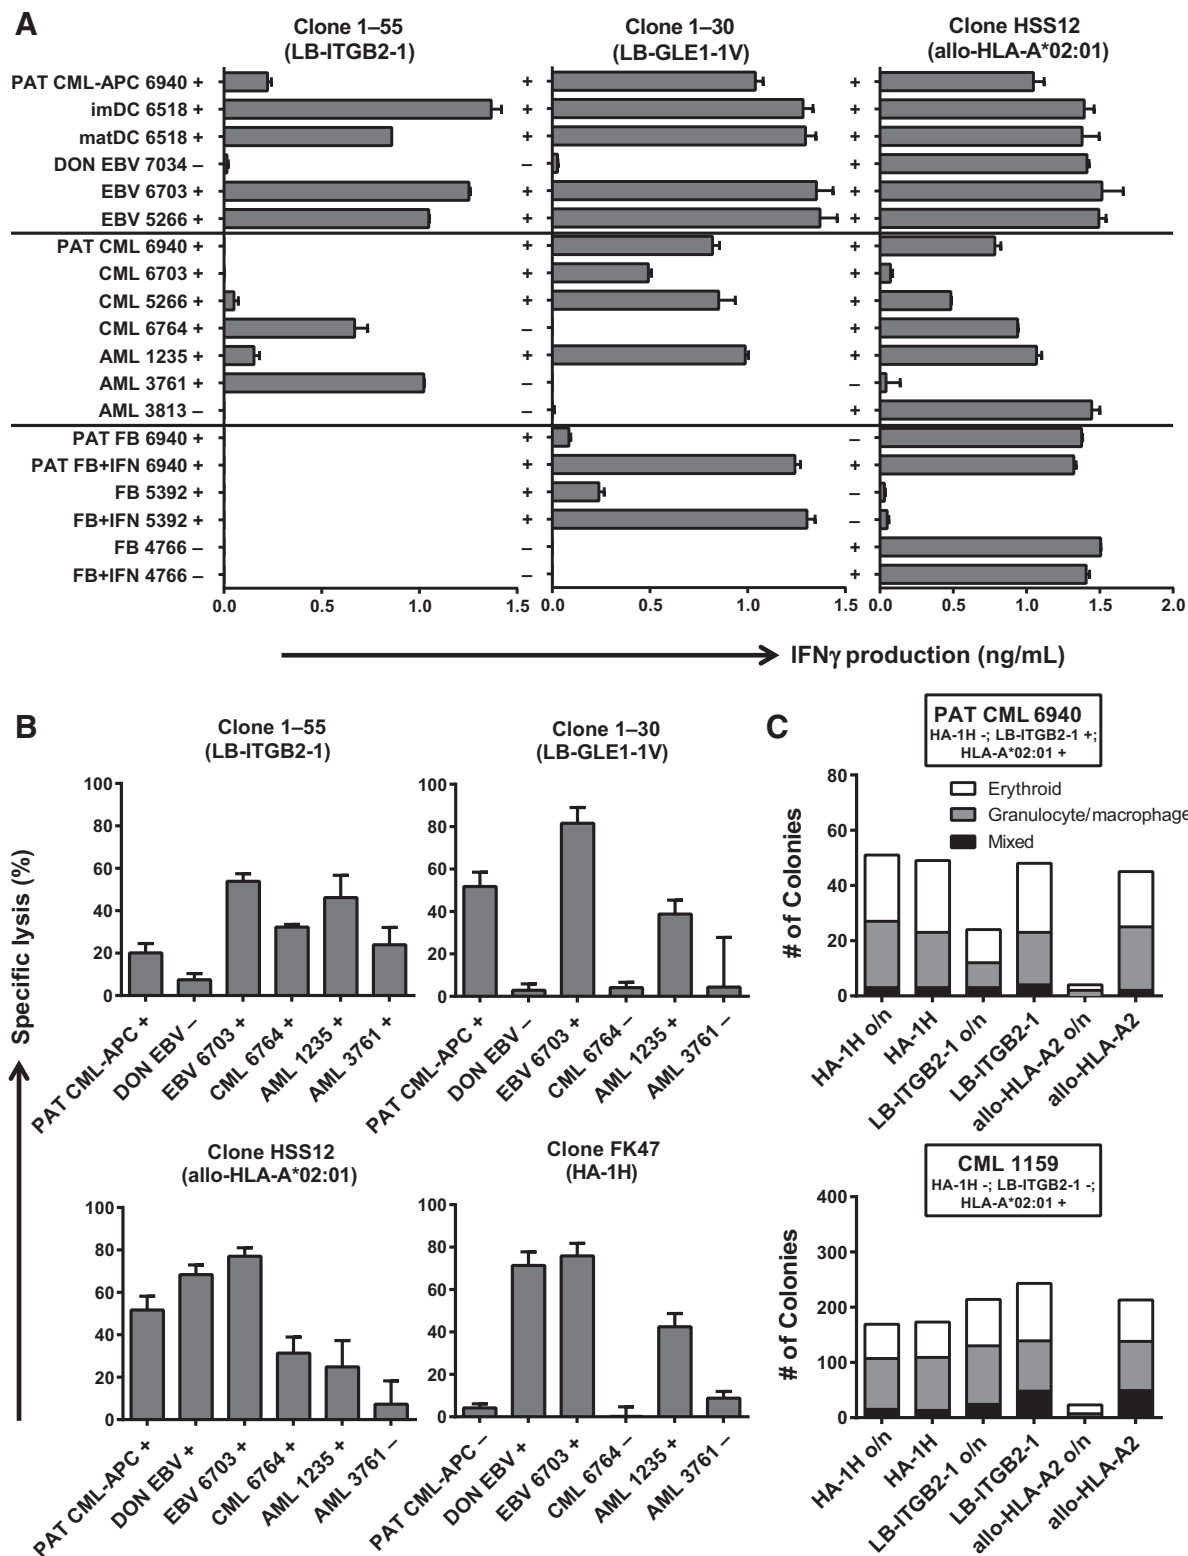 A
Clone 1–55
(LB-ITGB2-1)
Clone 1–30
(LB-GLE1-1V)
Clone HSS12
(allo-HLA-A*02:01)
PAT CML-APC 6940 + + +
imDC 6518 + + +
matDC 6518 + + +
DON EBV 7034 – – +
EBV 6703 + + +
EBV 5266 + + +
PAT CML 6940 + + +
CML 6703 + + +
CML 5266 + + +
CML 6764 + – +
AML 1235 + + +
AML 3761 + – –
AML 3813 – – +
PAT FB 6940 + + –
PAT FB+IFN 6940 + + +
FB 5392 + + –
FB+IFN 5392 + + –
FB 4766 – – +
FB+IFN 4766 – – +
0.0 0.5 1.0 1.5 0.0 0.5 1.0 1.5 0.0 0.5 1.0 1.5 2.0
IFNγ production (ng/mL)
B
Specific lysis (%)
Clone 1–55
(LB-ITGB2-1)
100
80
60
40
20
0
PAT CML-APC +
DON EBV –
EBV 6703 +
CML 6764 +
AML 1235 +
AML 3761 +
Clone 1–30
(LB-GLE1-1V)
100
80
60
40
20
0
PAT CML-APC +
DON EBV –
EBV 6703 +
CML 6764 –
AML 1235 +
AML 3761 –
Clone HSS12
(allo-HLA-A*02:01)
100
80
60
40
20
0
PAT CML-APC +
DON EBV +
EBV 6703 +
CML 6764 +
AML 1235 +
AML 3761 –
Clone FK47
(HA-1H)
100
80
60
40
20
0
PAT CML-APC –
DON EBV +
EBV 6703 +
CML 6764 –
AML 1235 +
AML 3761 –
C
PAT CML 6940
HA-1H -; LB-ITGB2-1 +;
HLA-A*02:01 +
Erythroid
Granulocyte/macrophage
Mixed
# of Colonies
80
60
40
20
0
HA-1H o/n
HA-1H
LB-ITGB2-1 o/n
LB-ITGB2-1
allo-HLA-A2 o/n
allo-HLA-A2
CML 1159
HA-1H -; LB-ITGB2-1 -;
HLA-A*02:01 +
# of Colonies
400
300
200
100
0
HA-1H o/n
HA-1H
LB-ITGB2-1 o/n
LB-ITGB2-1
allo-HLA-A2 o/n
allo-HLA-A2